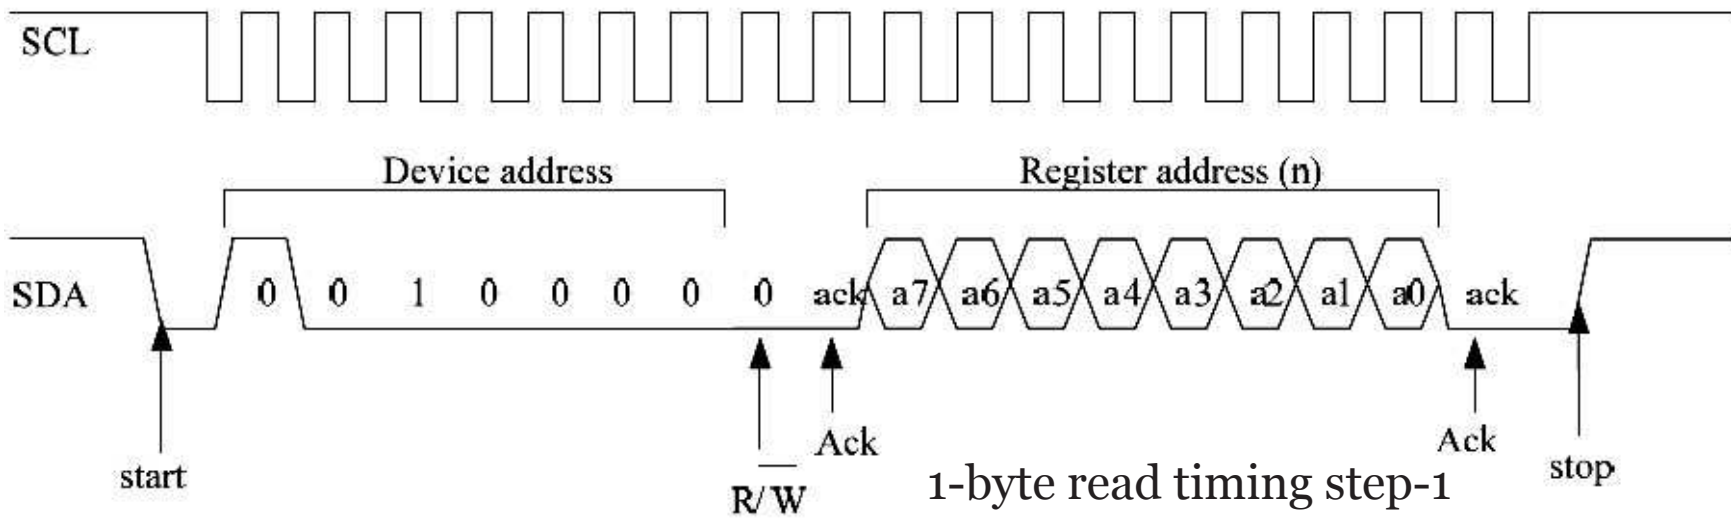 SCL
Device address
Register address (n)
SDA 0 0 1 0 0 0 0 0 ack a7 a6 a5 a4 a3 a2 a1 a0 ack
Ack
Ack
start
R/W̅
1-byte read timing step-1
stop